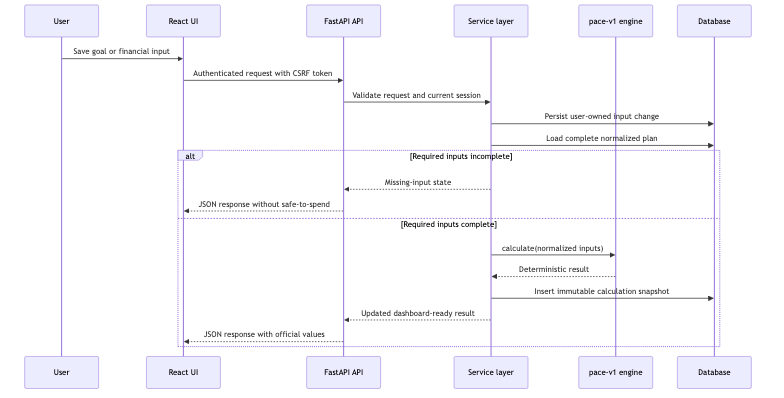 User
React UI
FastAPI API
Service layer
pace-v1 engine
Database
Save goal or financial input
Authenticated request with CSRF token
Validate request and current session
Persist user-owned input change
Load complete normalized plan
alt
[Required inputs incomplete]
Missing-input state
JSON response without safe-to-spend
[Required inputs complete]
calculate(normalized inputs)
Deterministic result
Insert immutable calculation snapshot
Updated dashboard-ready result
JSON response with official values
User
React UI
FastAPI API
Service layer
pace-v1 engine
Database